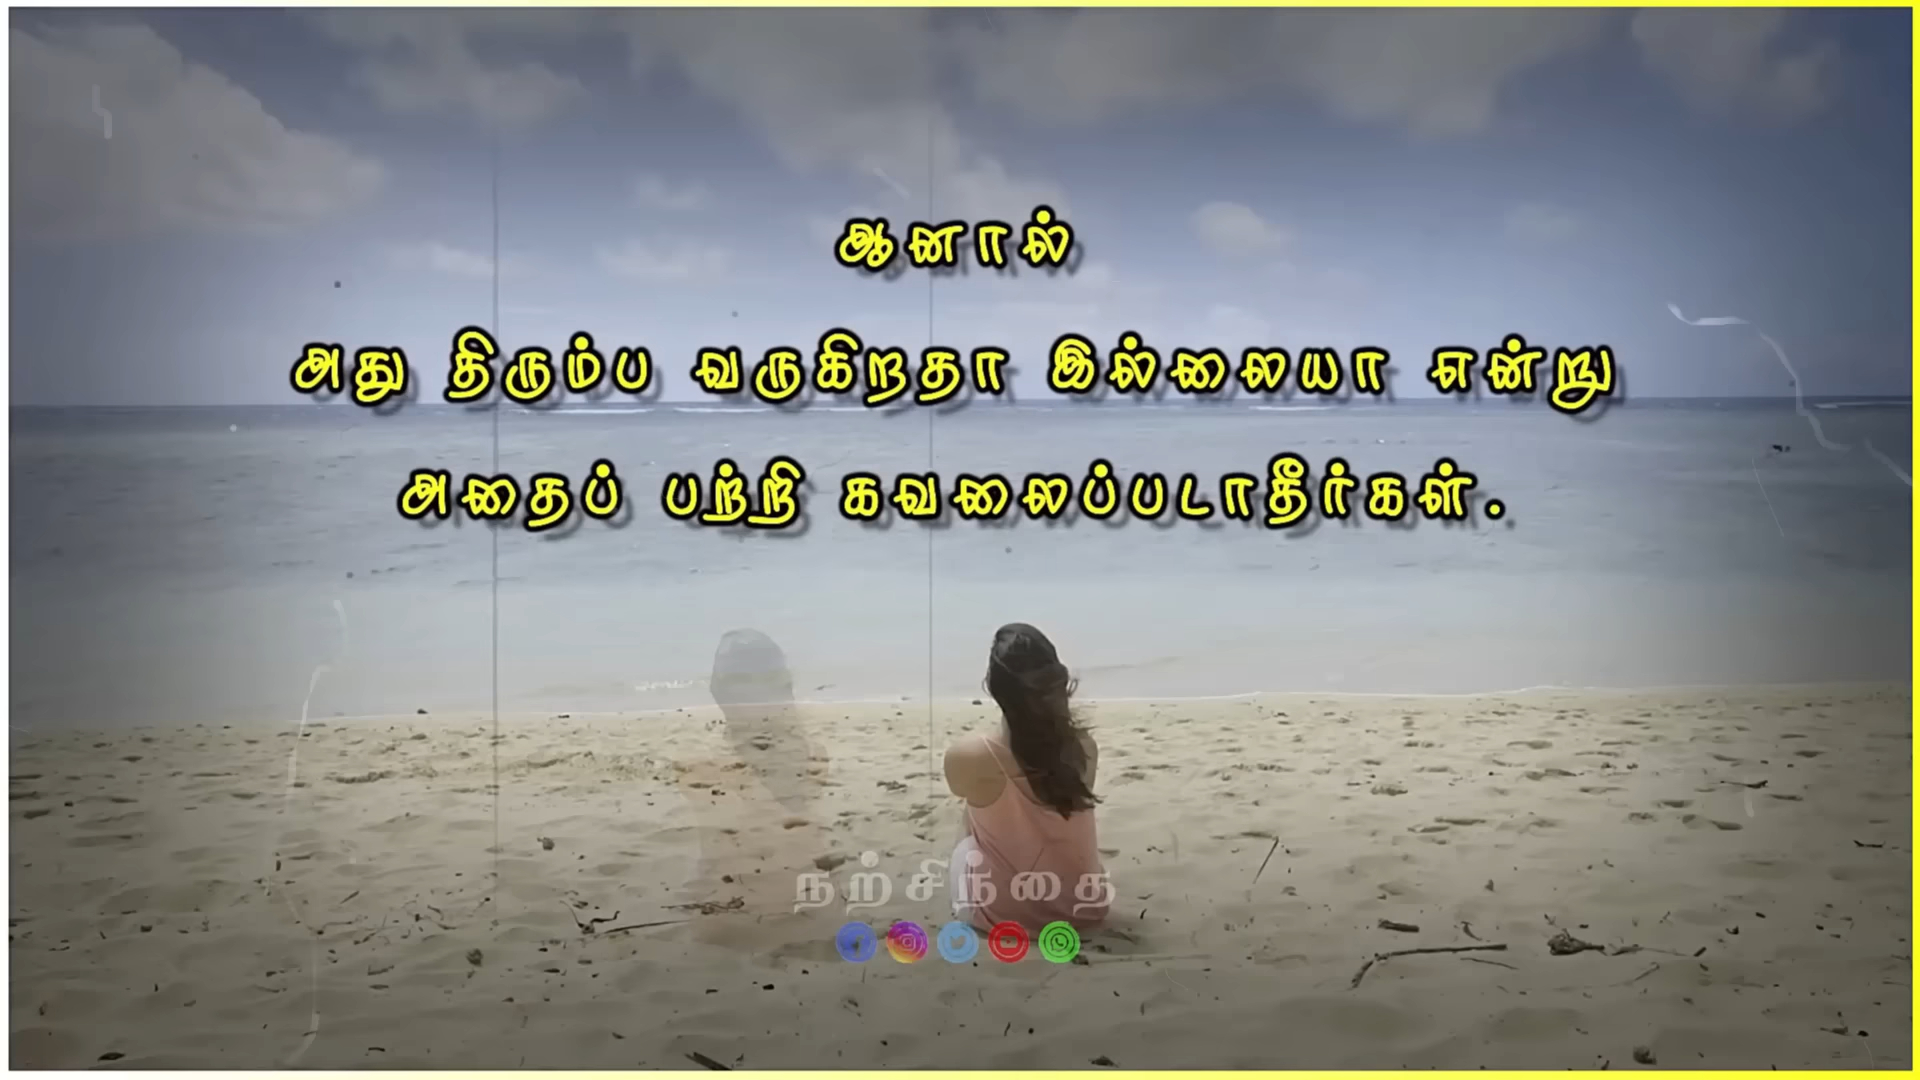 ஆனால்
அது திரும்ப வருகிறதா இல்லையா என்று
அதைப் பற்றி கவலைப்படாதீர்கள்.
நற்சிந்தை